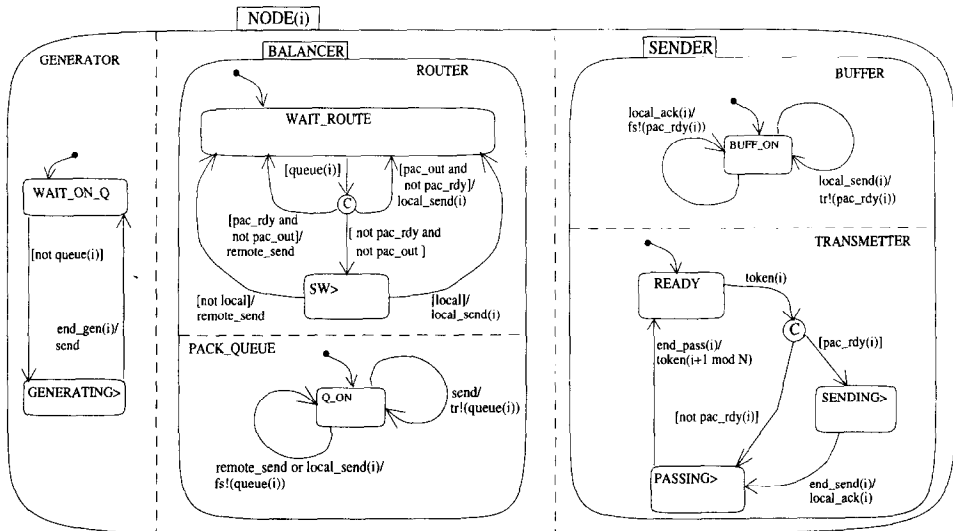 NODE(i)
GENERATOR
WAIT_ON_Q
[not queue(i)]
end_gen(i)/
send
GENERATING>
BALANCER
ROUTER
WAIT_ROUTE
[queue(i)]
[pac_out and
not pac_rdy]/
local_send(i)
C
[pac_rdy and
not pac_out]/
remote_send
[ not pac_rdy and
not pac_out ]
SW>
[not local]/
remote_send
[local]/
local_send(i)
PACK_QUEUE
Q_ON
send/
tr!(queue(i))
remote_send or local_send(i)/
fs!(queue(i))
SENDER
BUFFER
local_ack(i)/
fs!(pac_rdy(i))
BUFF_ON
local_send(i)/
tr!(pac_rdy(i))
TRANSMETTER
READY
token(i)
C
end_pass(i)/
token(i+1 mod N)
[pac_rdy(i)]
SENDING>
[not pac_rdy(i)]
PASSING>
end_send(i)/
local_ack(i)